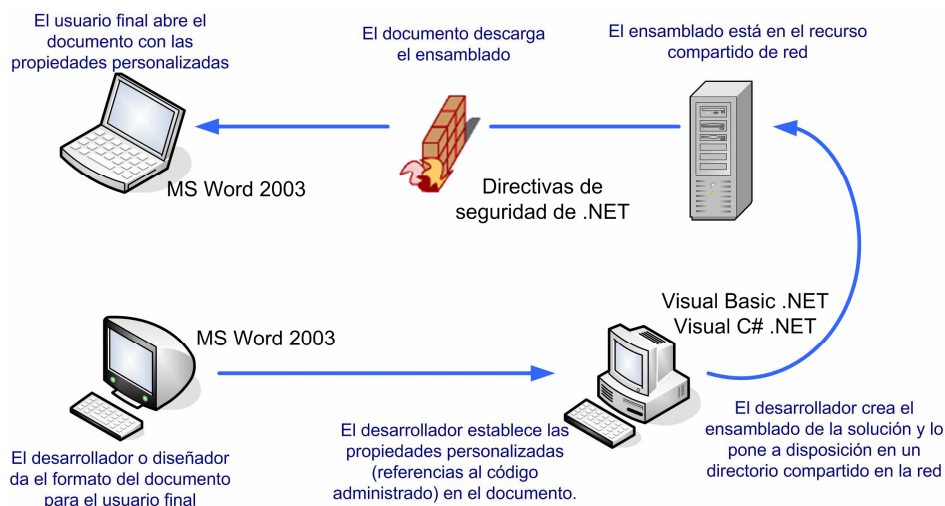 El usuario final abre el
documento con las
propiedades personalizadas
El documento descarga
el ensamblado
El ensamblado está en el recurso
compartido de red
MS Word 2003
Directivas de
seguridad de .NET
Visual Basic .NET
Visual C# .NET
MS Word 2003
El desarrollador o diseñador
da el formato del documento
para el usuario final
El desarrollador establece las
propiedades personalizadas
(referencias al código
administrado) en el documento.
El desarrollador crea el
ensamblado de la solución y lo
pone a disposición en un
directorio compartido en la red